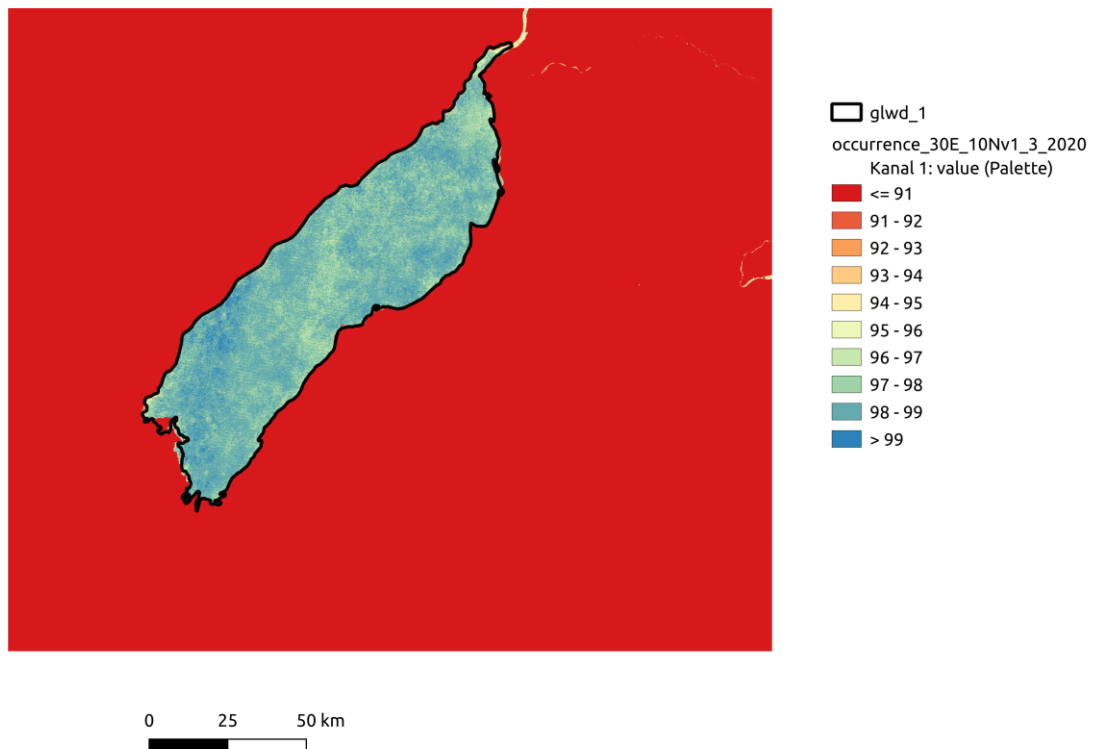 glwd_1
occurrence_30E_10Nv1_3_2020
Kanal 1: value (Palette)
<= 91
91 - 92
92 - 93
93 - 94
94 - 95
95 - 96
96 - 97
97 - 98
98 - 99
> 99
0 25 50 km